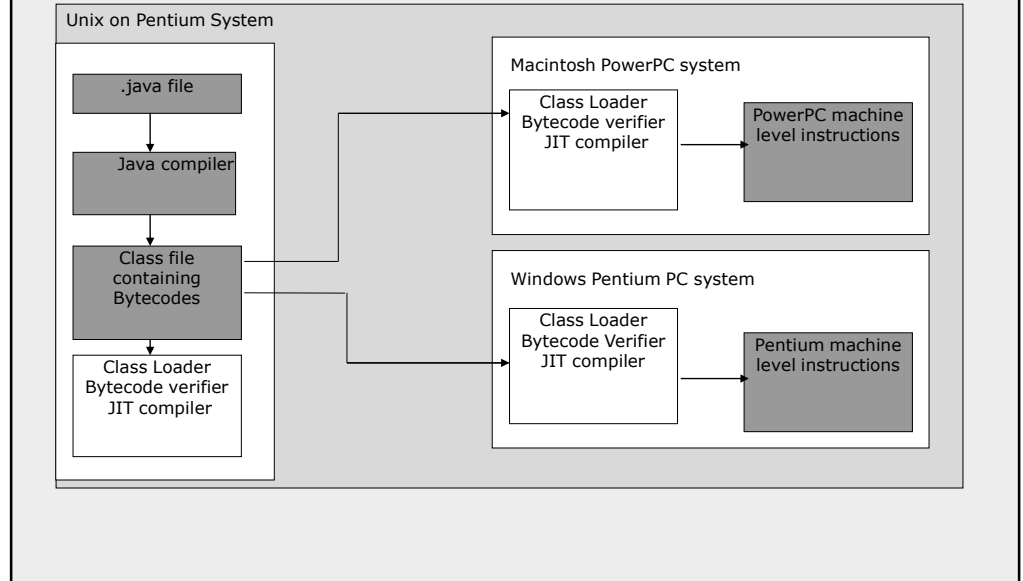 Unix on Pentium System
.java file
Java compiler
Class file
containing
Bytecodes
Class Loader
Bytecode verifier
JIT compiler
Macintosh PowerPC system
Class Loader
Bytecode verifier
JIT compiler
PowerPC machine
level instructions
Windows Pentium PC system
Class Loader
Bytecode Verifier
JIT compiler
Pentium machine
level instructions